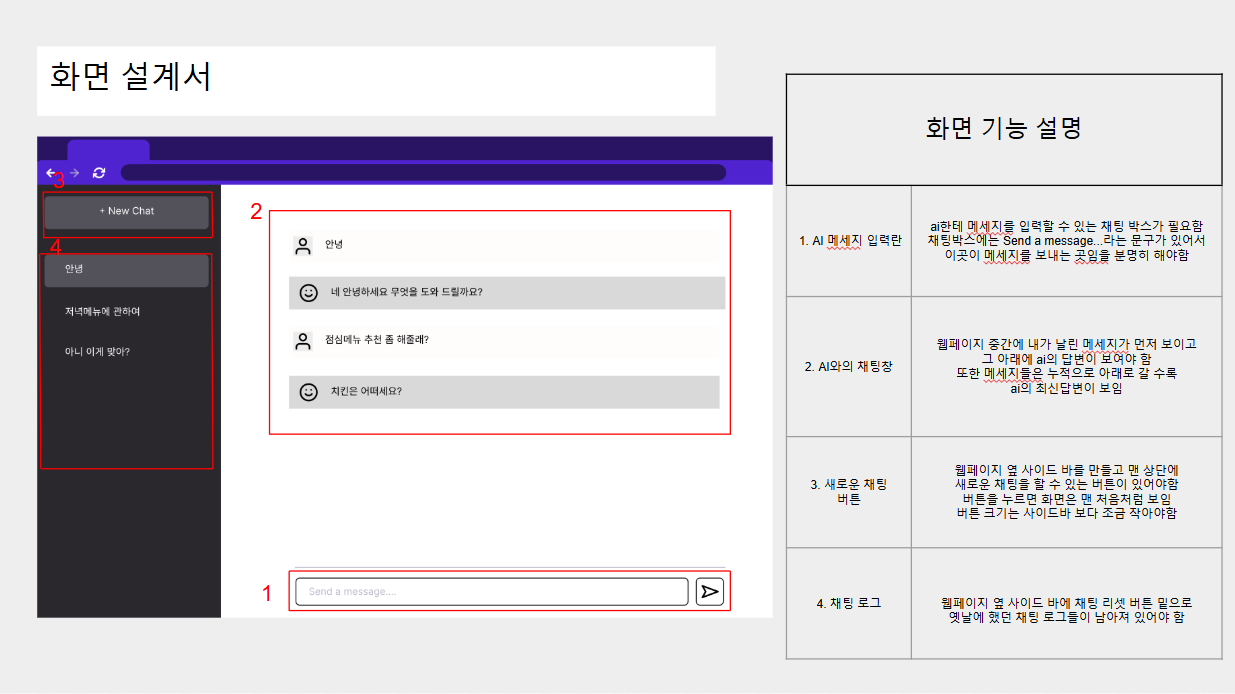 화면 설계서
3
+ New Chat
4
안녕
저녁메뉴에 관하여
아니 이게 맞아?
2
안녕
네 안녕하세요 무엇을 도와 드릴까요?
점심메뉴 추천 좀 해줄래?
치킨은 어떠세요?
1
Send a message....
화면 기능 설명
1. AI 메세지 입력란
ai한테 메세지를 입력할 수 있는 채팅 박스가 필요함
채팅박스에는 Send a message...라는 문구가 있어서
이곳이 메세지를 보내는 곳임을 분명히 해야함
2. AI와의 채팅창
웹페이지 중간에 내가 날린 메세지가 먼저 보이고
그 아래에 ai의 답변이 보여야 함
또한 메세지들은 누적으로 아래로 갈 수록
ai의 최신답변이 보임
3. 새로운 채팅
버튼
웹페이지 옆 사이드 바를 만들고 맨 상단에
새로운 채팅을 할 수 있는 버튼이 있어야함
버튼을 누르면 화면은 맨 처음처럼 보임
버튼 크기는 사이드바 보다 조금 작아야함
4. 채팅 로그
웹페이지 옆 사이드 바에 채팅 리셋 버튼 밑으로
옛날에 했던 채팅 로그들이 남아져 있어야 함